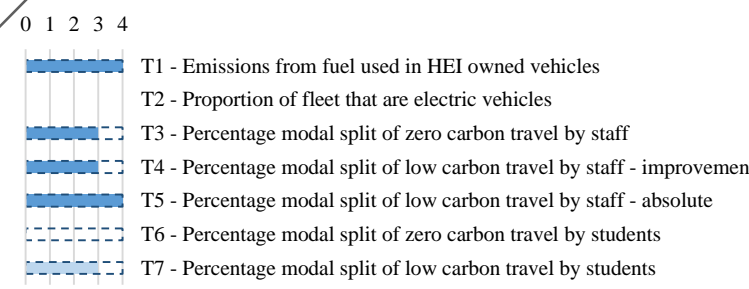 0 1 2 3 4
T1 - Emissions from fuel used in HEI owned vehicles
T2 - Proportion of fleet that are electric vehicles
T3 - Percentage modal split of zero carbon travel by staff
T4 - Percentage modal split of low carbon travel by staff - improvemen
T5 - Percentage modal split of low carbon travel by staff - absolute
T6 - Percentage modal split of zero carbon travel by students
T7 - Percentage modal split of low carbon travel by students